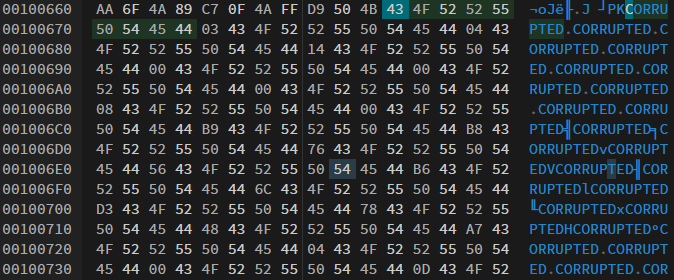 00100660 AA 6F 4A 89 C7 0F 4A FF D9 50 4B 43 4F 52 52 55 ¬oJë╟.J ┘PKCORRU
00100670 50 54 45 44 03 43 4F 52 52 55 50 54 45 44 04 43 PTED.CORRUPTED.C
00100680 4F 52 52 55 50 54 45 44 14 43 4F 52 52 55 50 54 ORRUPTED.CORRUPT
00100690 45 44 00 43 4F 52 52 55 50 54 45 44 00 43 4F 52 ED.CORRUPTED.COR
001006A0 52 55 50 54 45 44 00 43 4F 52 52 55 50 54 45 44 RUPTED.CORRUPTED
001006B0 08 43 4F 52 52 55 50 54 45 44 00 43 4F 52 52 55 .CORRUPTED.CORRU
001006C0 50 54 45 44 B9 43 4F 52 52 55 50 54 45 44 B8 43 PTED╣CORRUPTED╕C
001006D0 4F 52 52 55 50 54 45 44 76 43 4F 52 52 55 50 54 ORRUPTEDvCORRUPT
001006E0 45 44 56 43 4F 52 52 55 50 54 45 44 B6 43 4F 52 EDVCORRUPTED╢COR
001006F0 52 55 50 54 45 44 6C 43 4F 52 52 55 50 54 45 44 RUPTEDlCORRUPTED
00100700 D3 43 4F 52 52 55 50 54 45 44 78 43 4F 52 52 55 ╙CORRUPTEDxCORRU
00100710 50 54 45 44 48 43 4F 52 52 55 50 54 45 44 A7 43 PTEDHCORRUPTEDºC
00100720 4F 52 52 55 50 54 45 44 04 43 4F 52 52 55 50 54 ORRUPTED.CORRUPT
00100730 45 44 00 43 4F 52 52 55 50 54 45 44 0D 43 4F 52 ED.CORRUPTED.COR